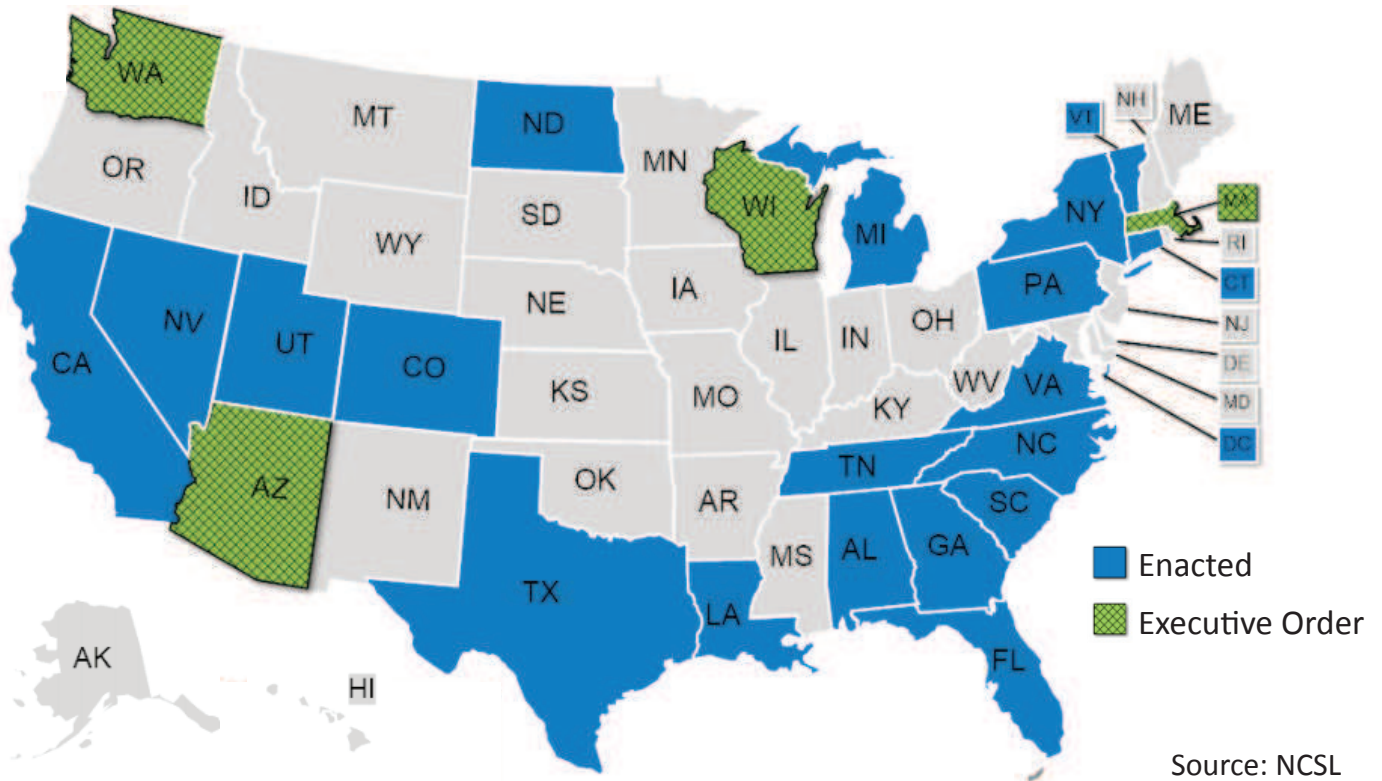 WA
MT
ND
MN
VT
NH
ME
OR
ID
SD
WI
MI
NY
MA
WY
RI
IA
NE
PA
CT
NV
UT
CO
IL
IN
OH
NJ
CA
KS
MO
WV
VA
DE
KY
MD
NC
DC
TN
AZ
NM
OK
AR
SC
MS
AL
GA
TX
LA
Enacted
Executive Order
AK
HI
FL
Source: NCSL